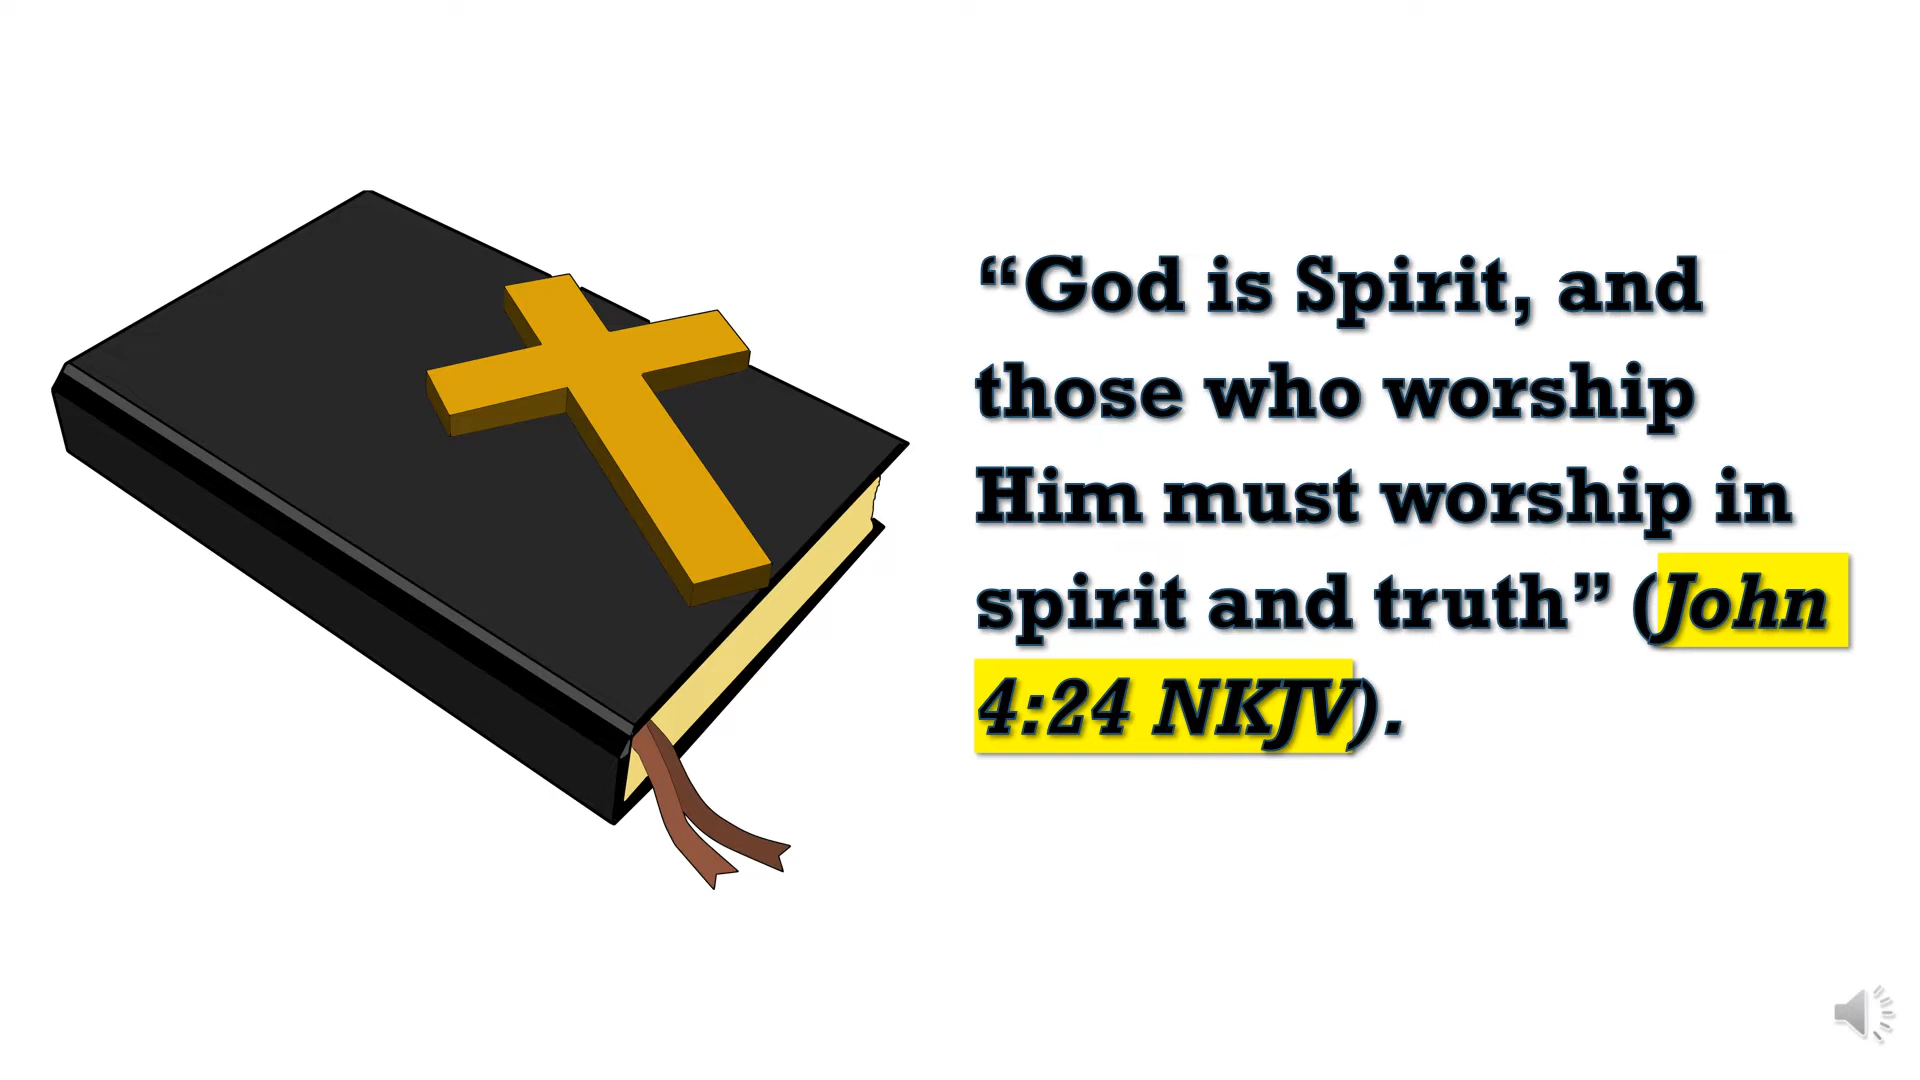 “God is Spirit, and
those who worship
Him must worship in
spirit and truth” (John
4:24 NKJV).